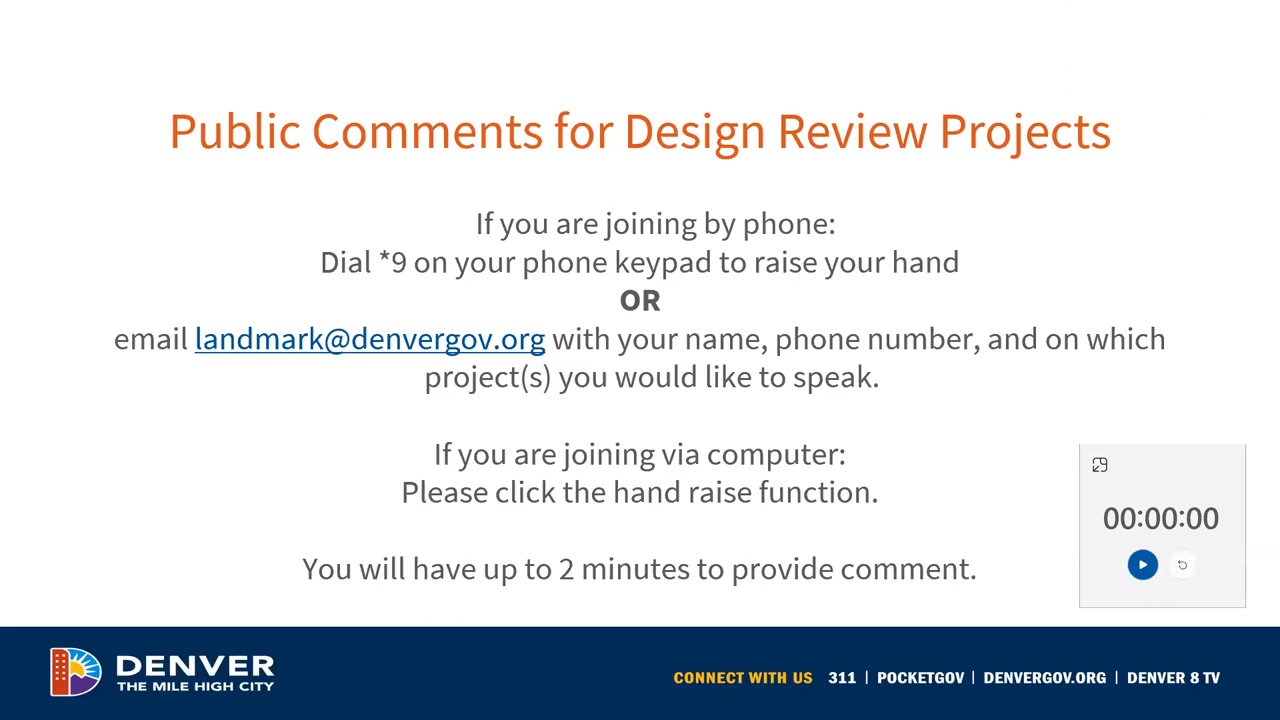 Public Comments for Design Review Projects
If you are joining by phone:
Dial *9 on your phone keypad to raise your hand
OR
email landmark@denvergov.org with your name, phone number, and on which
project(s) you would like to speak.
If you are joining via computer:
Please click the hand raise function.
00:00:00
You will have up to 2 minutes to provide comment.
DENVER
THE MILE HIGH CITY
CONNECT WITH US 311 | POCKETGOV | DENVERGOV.ORG | DENVER 8 TV